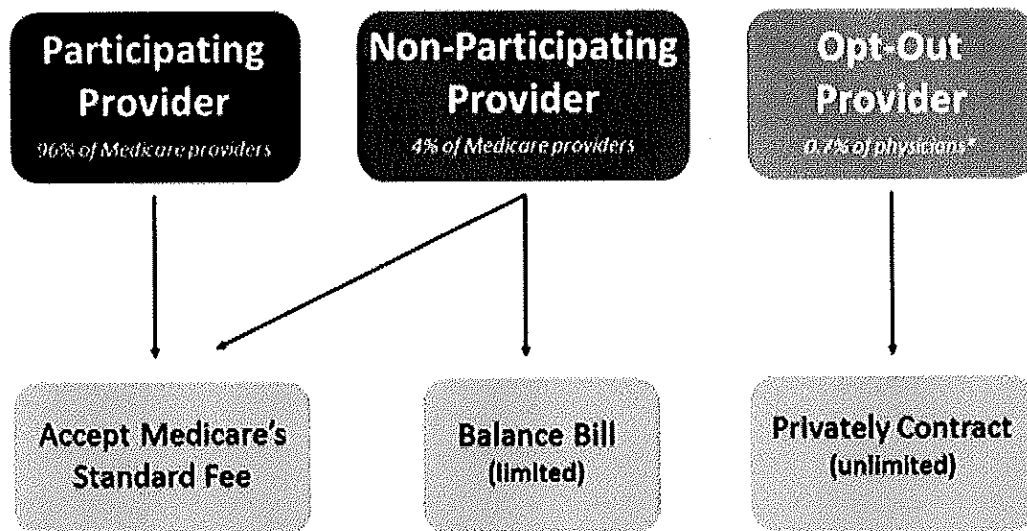 Participating
Provider
96% of Medicare providers
Non-Participating
Provider
4% of Medicare providers
Opt-Out
Provider
0.7% of physicians*
Accept Medicare's
Standard Fee
Balance Bill
(limited)
Privately Contract
(unlimited)